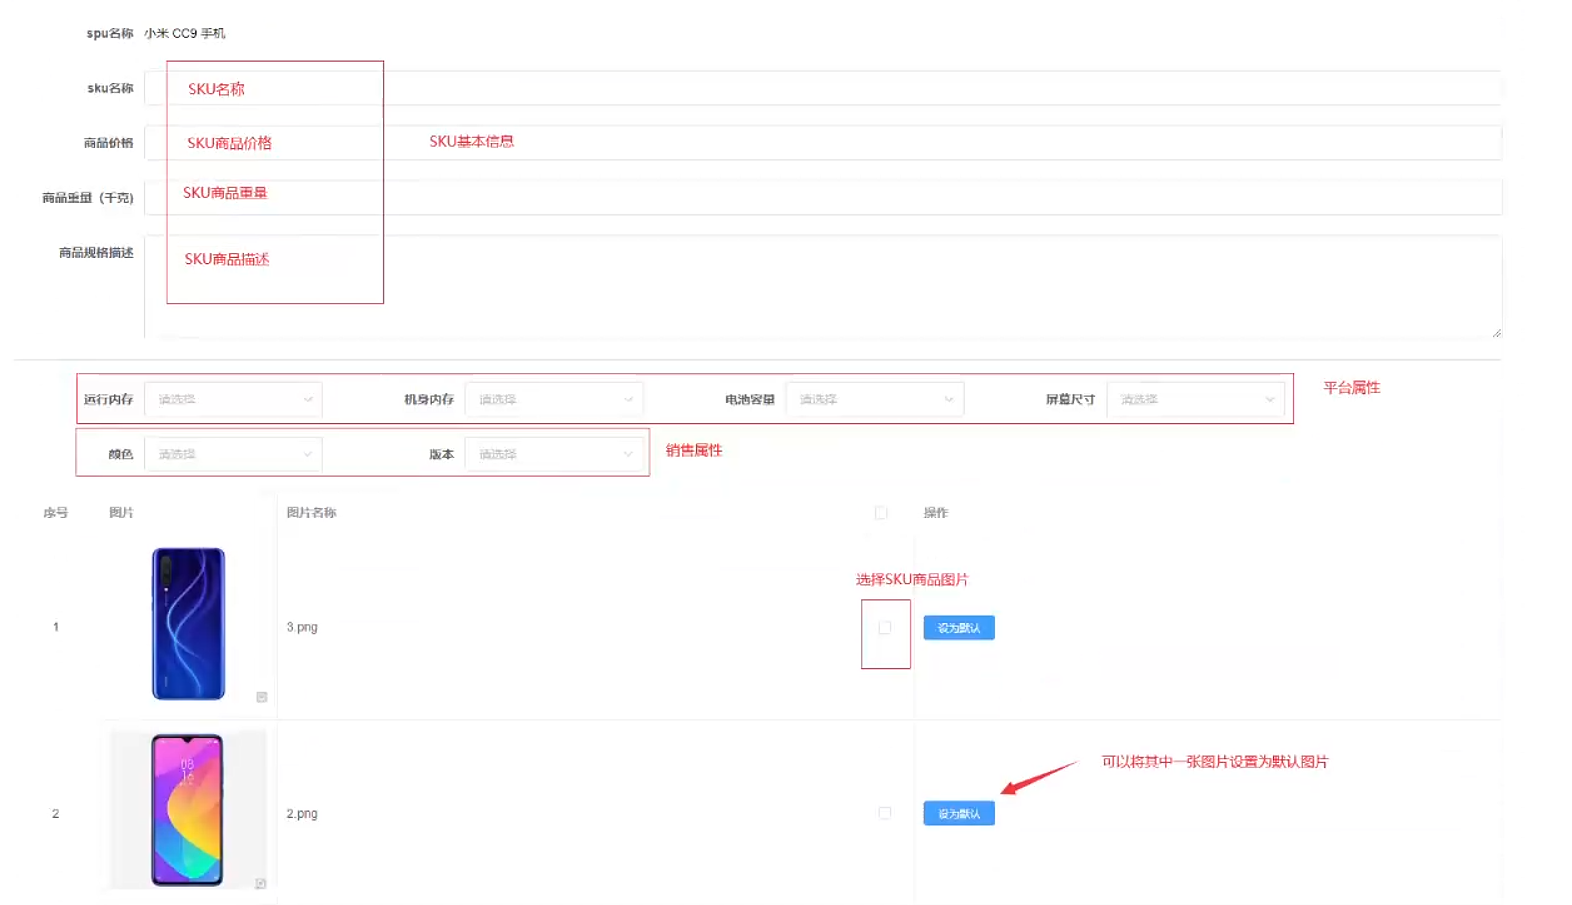 spu名称 小米 CC9 手机
sku名称 SKU名称
商品价格 SKU商品价格 SKU基本信息
商品重量（千克) SKU商品重量
商品规格描述 SKU商品描述
运行内存 请选择 机身内存 请选择 电池容量 请选择 屏幕尺寸 请选择 平台属性
颜色 请选择 版本 请选择 销售属性
序号 图片 图片名称 操作
选择SKU商品图片
1 3.png 设为默认
可以将其中一张图片设置为默认图片
08
16
2 2.png 设为默认